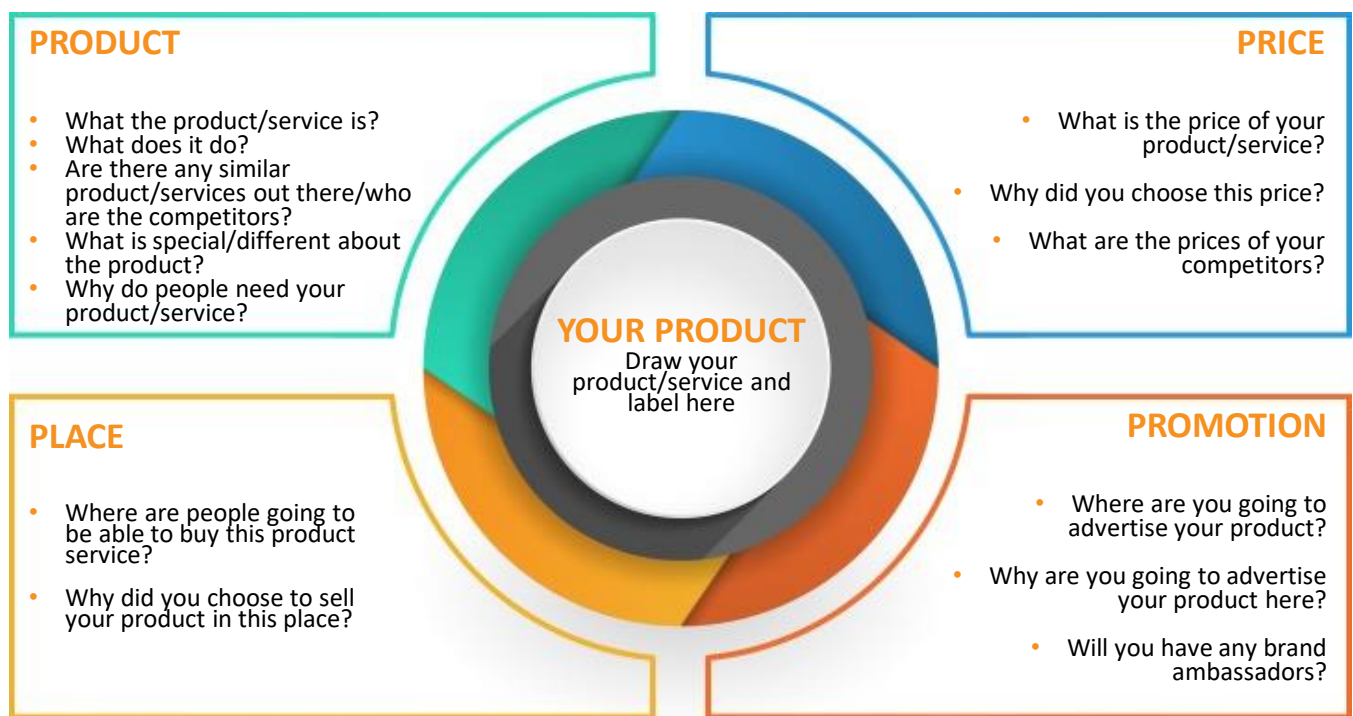 PRODUCT
• What the product/service is?
• What does it do?
• Are there any similar
product/services out there/who
are the competitors?
• What is special/different about
the product?
• Why do people need your
product/service?
PRICE
• What is the price of your
product/service?
• Why did you choose this price?
• What are the prices of your
competitors?
YOUR PRODUCT
Draw your
product/service and
label here
PLACE
• Where are people going to
be able to buy this product
service?
• Why did you choose to sell
your product in this place?
PROMOTION
• Where are you going to
advertise your product?
• Why are you going to advertise
your product here?
• Will you have any brand
ambassadors?